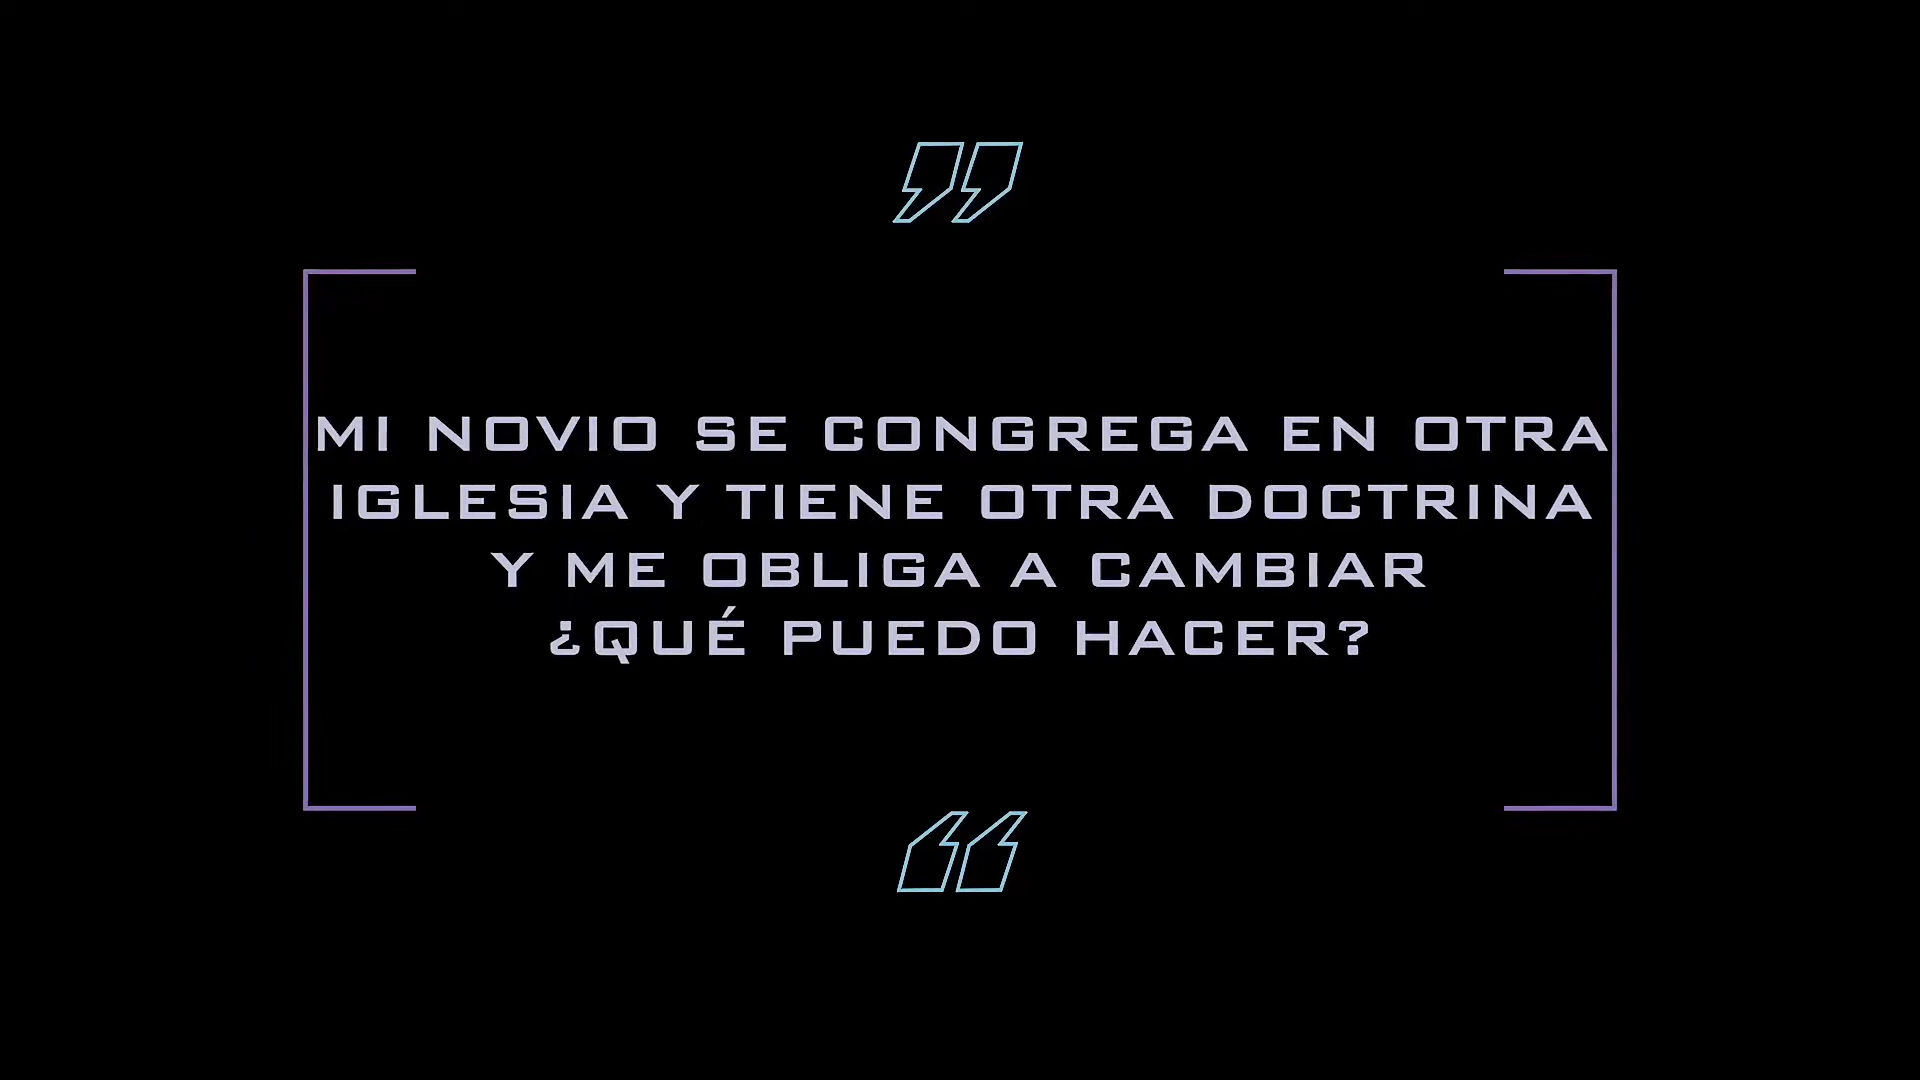 MI NOVIO SE CONGREGA EN OTRA
IGLESIA Y TIENE OTRA DOCTRINA
Y ME OBLIGA A CAMBIAR
¿QUÉ PUEDO HACER?